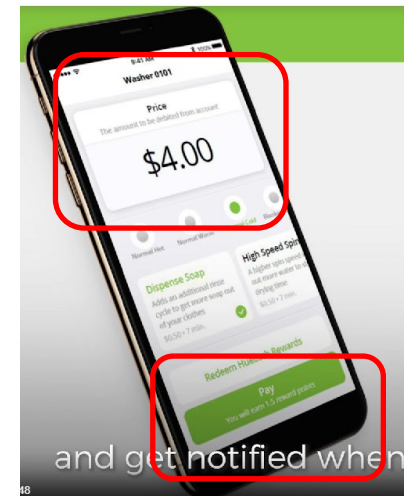 9:41 AM
100%
Washer 0101
Price
The amount to be debited from account
$4.00
Normal Hot
Normal Warm
Cold
Dispense Soap
Adds an additional rinse
cycle to get more soap out
of your clothes
$0.50 • 7 min.
High Speed Spin
A higher spin speed
out more water to
drying time
$0.50 • 7 min.
Redeem Rewards
Pay
You will earn 1.5 reward points
and get notified when
48